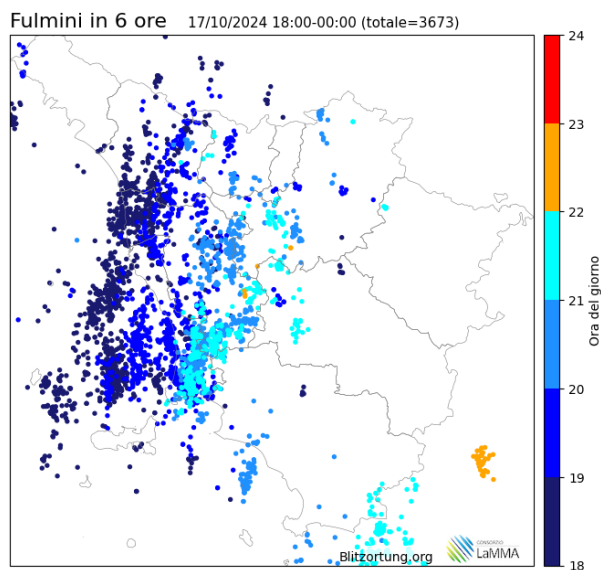 Fulmini in 6 ore 17/10/2024 18:00-00:00 (totale=3673)
24
23
22
21
20
19
18
Ora del giorno
Blitzortung.org
CONSORZIO
LaMMA